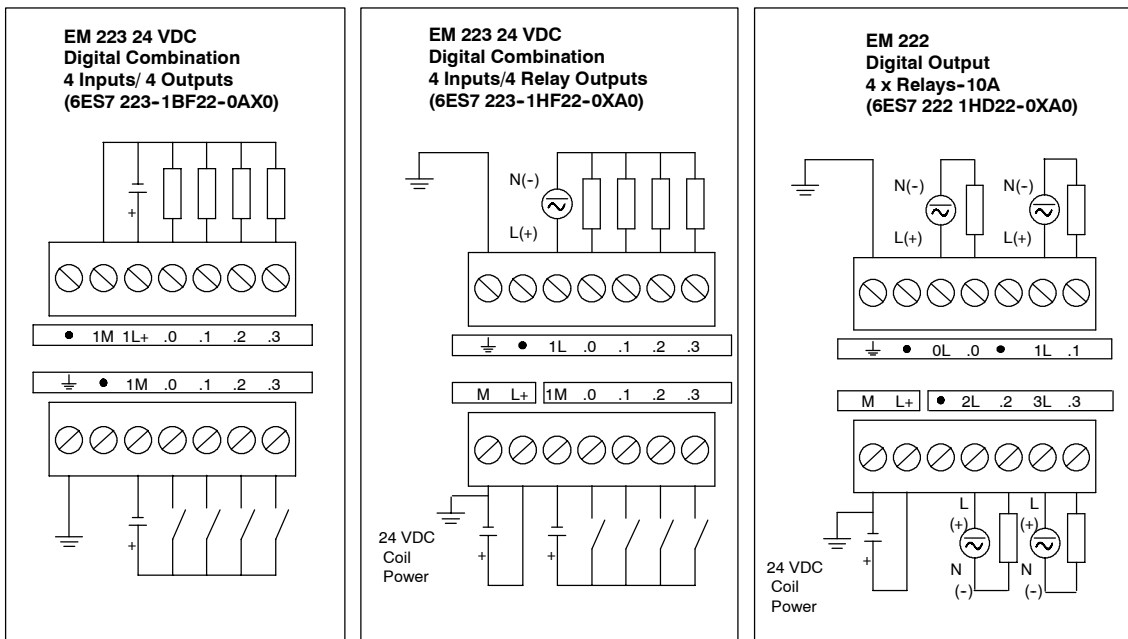 EM 223 24 VDC
Digital Combination
4 Inputs/ 4 Outputs
(6ES7 223-1BF22-0AX0)
+
● 1M 1L+ .0 .1 .2 .3
● 1M .0 .1 .2 .3
+
EM 223 24 VDC
Digital Combination
4 Inputs/4 Relay Outputs
(6ES7 223-1HF22-0XA0)
N(-)
L(+)
● 1L .0 .1 .2 .3
M L+ 1M .0 .1 .2 .3
24 VDC
Coil
Power
+ +
EM 222
Digital Output
4 x Relays-10A
(6ES7 222 1HD22-0XA0)
N(-) N(-)
L(+) L(+)
● 0L .0 ● 1L .1
M L+ ● 2L .2 3L .3
L L
(+) (+)
+
N N
(-) (-)
24 VDC
Coil
Power